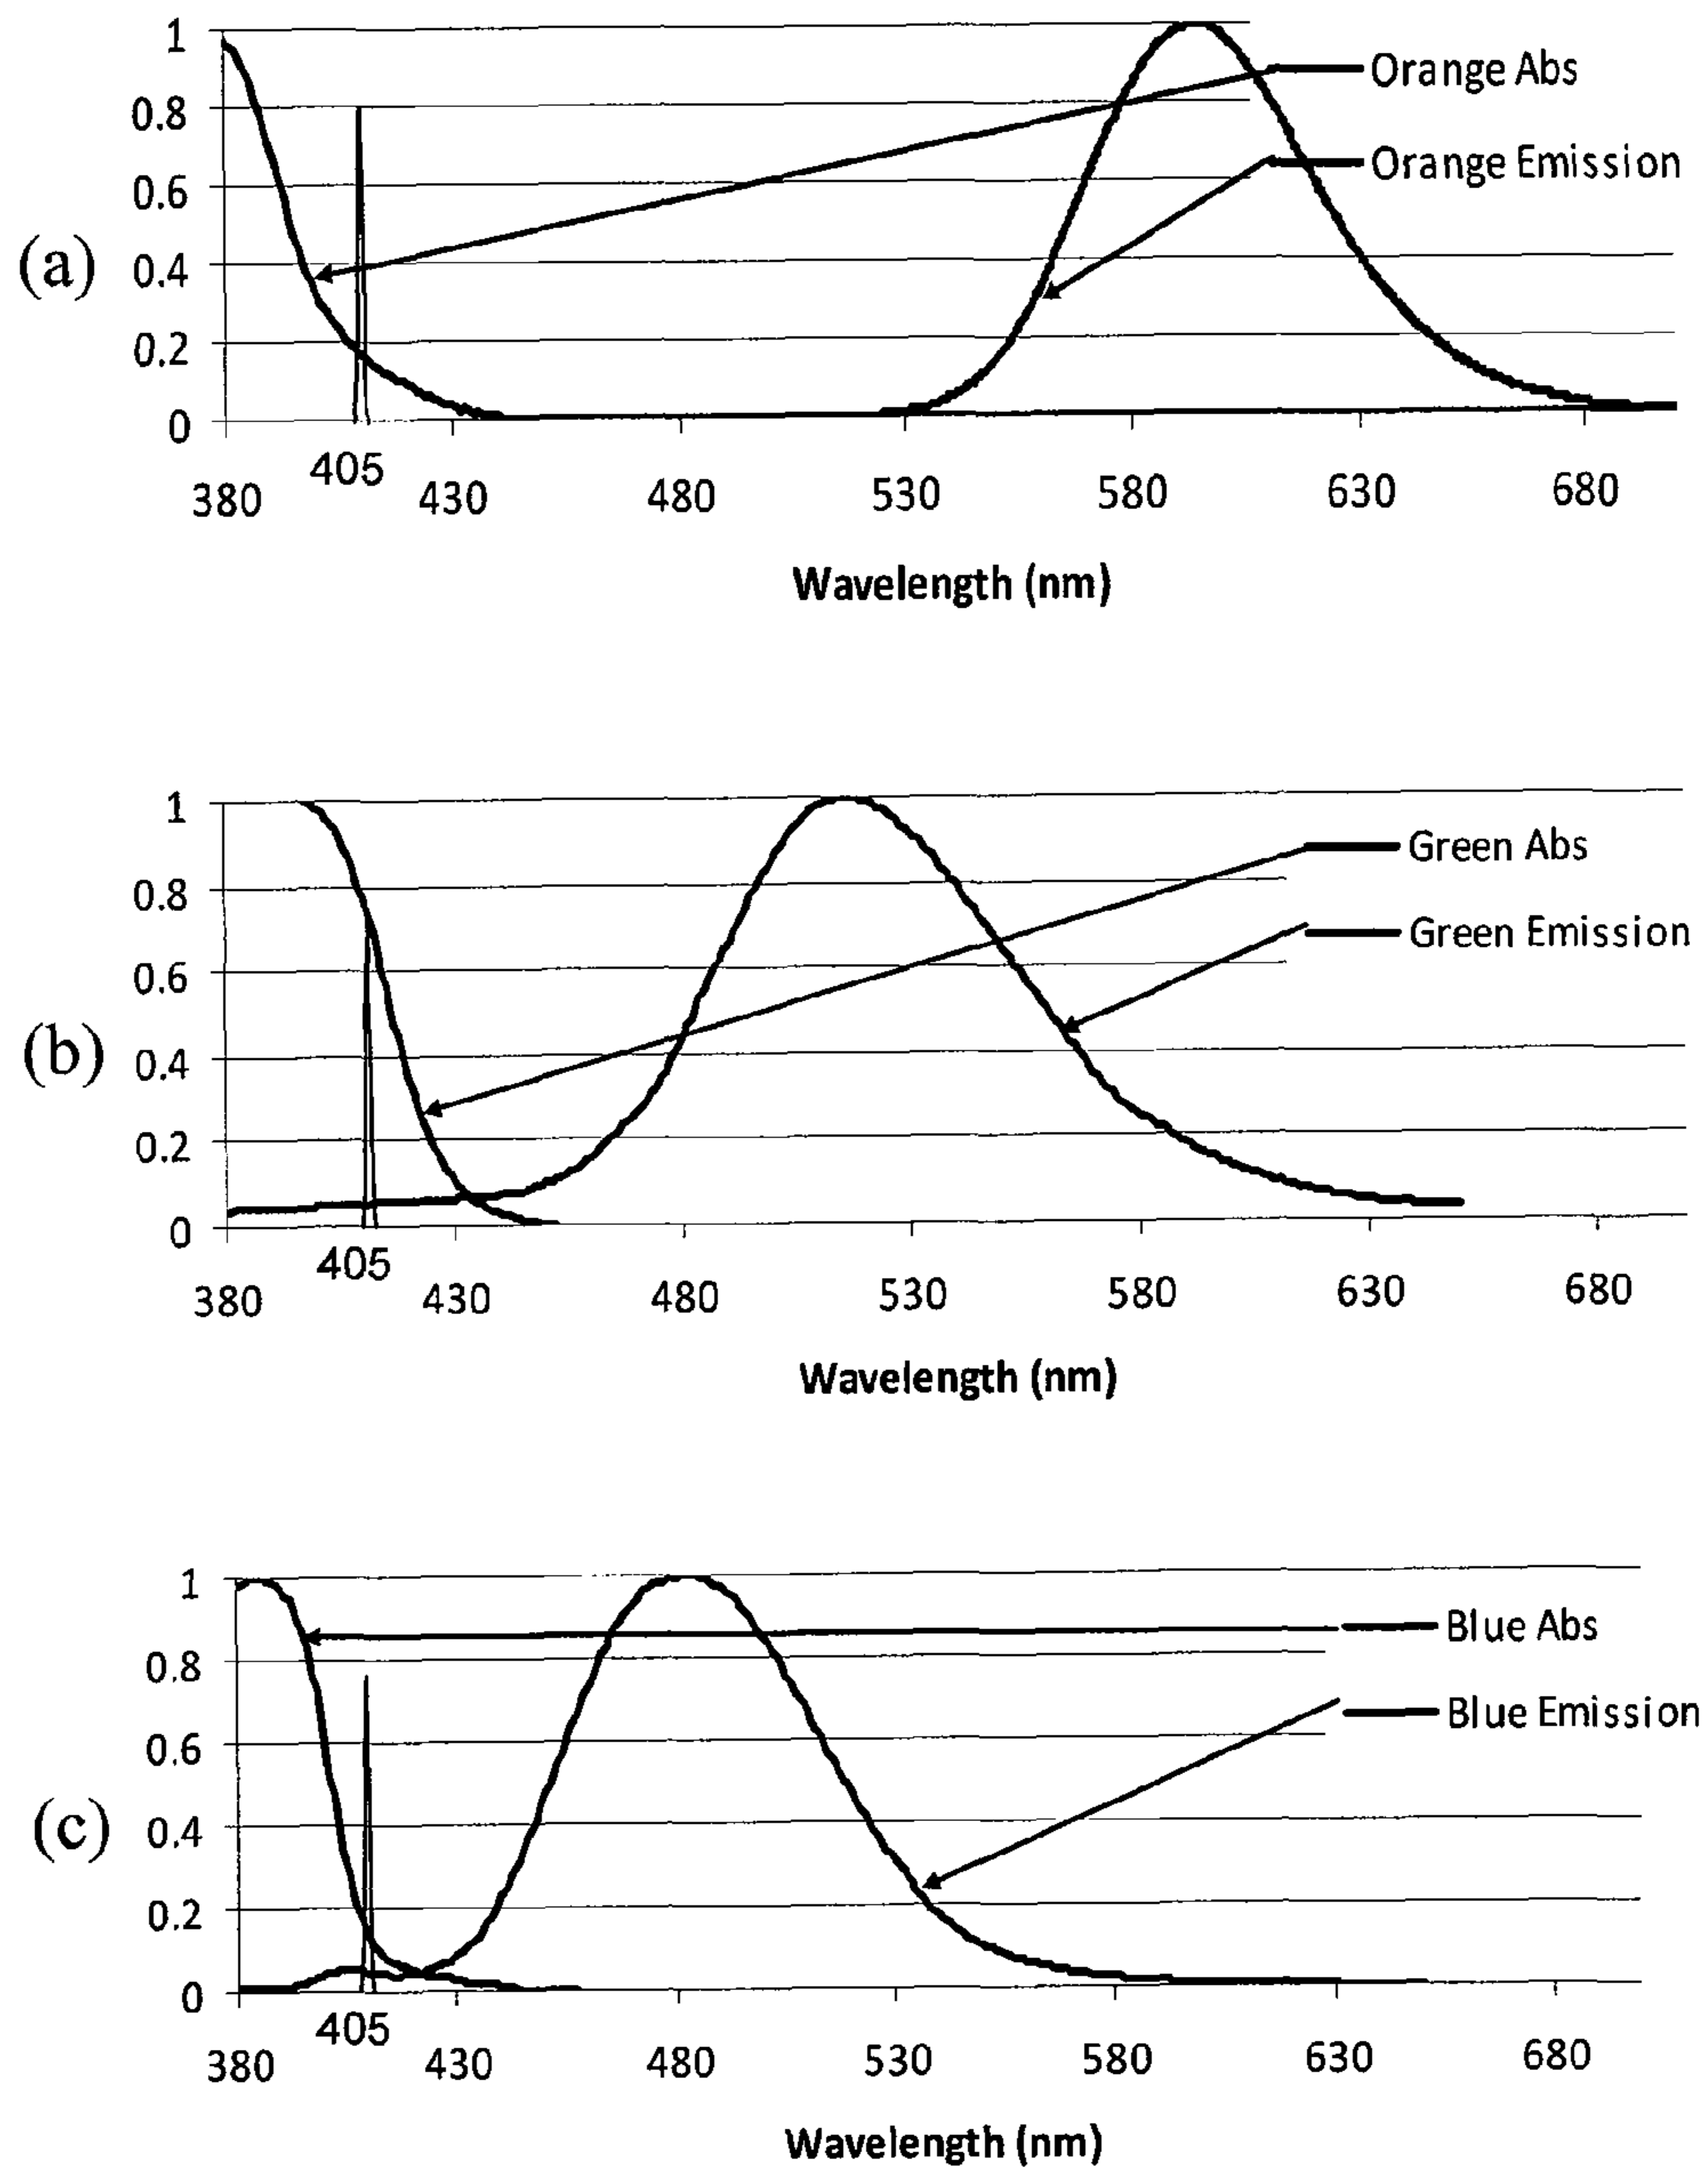 (a)
1
0.8
0.6
0.4
0.2
0
Orange Abs
Orange Emission
405
380 430 480 530 580 630 680
Wavelength (nm)
(b)
1
0.8
0.6
0.4
0.2
0
Green Abs
Green Emission
405
380 430 480 530 580 630 680
Wavelength (nm)
(c)
1
0.8
0.6
0.4
0.2
0
Blue Abs
Blue Emission
405
380 430 480 530 580 630 680
Wavelength (nm)